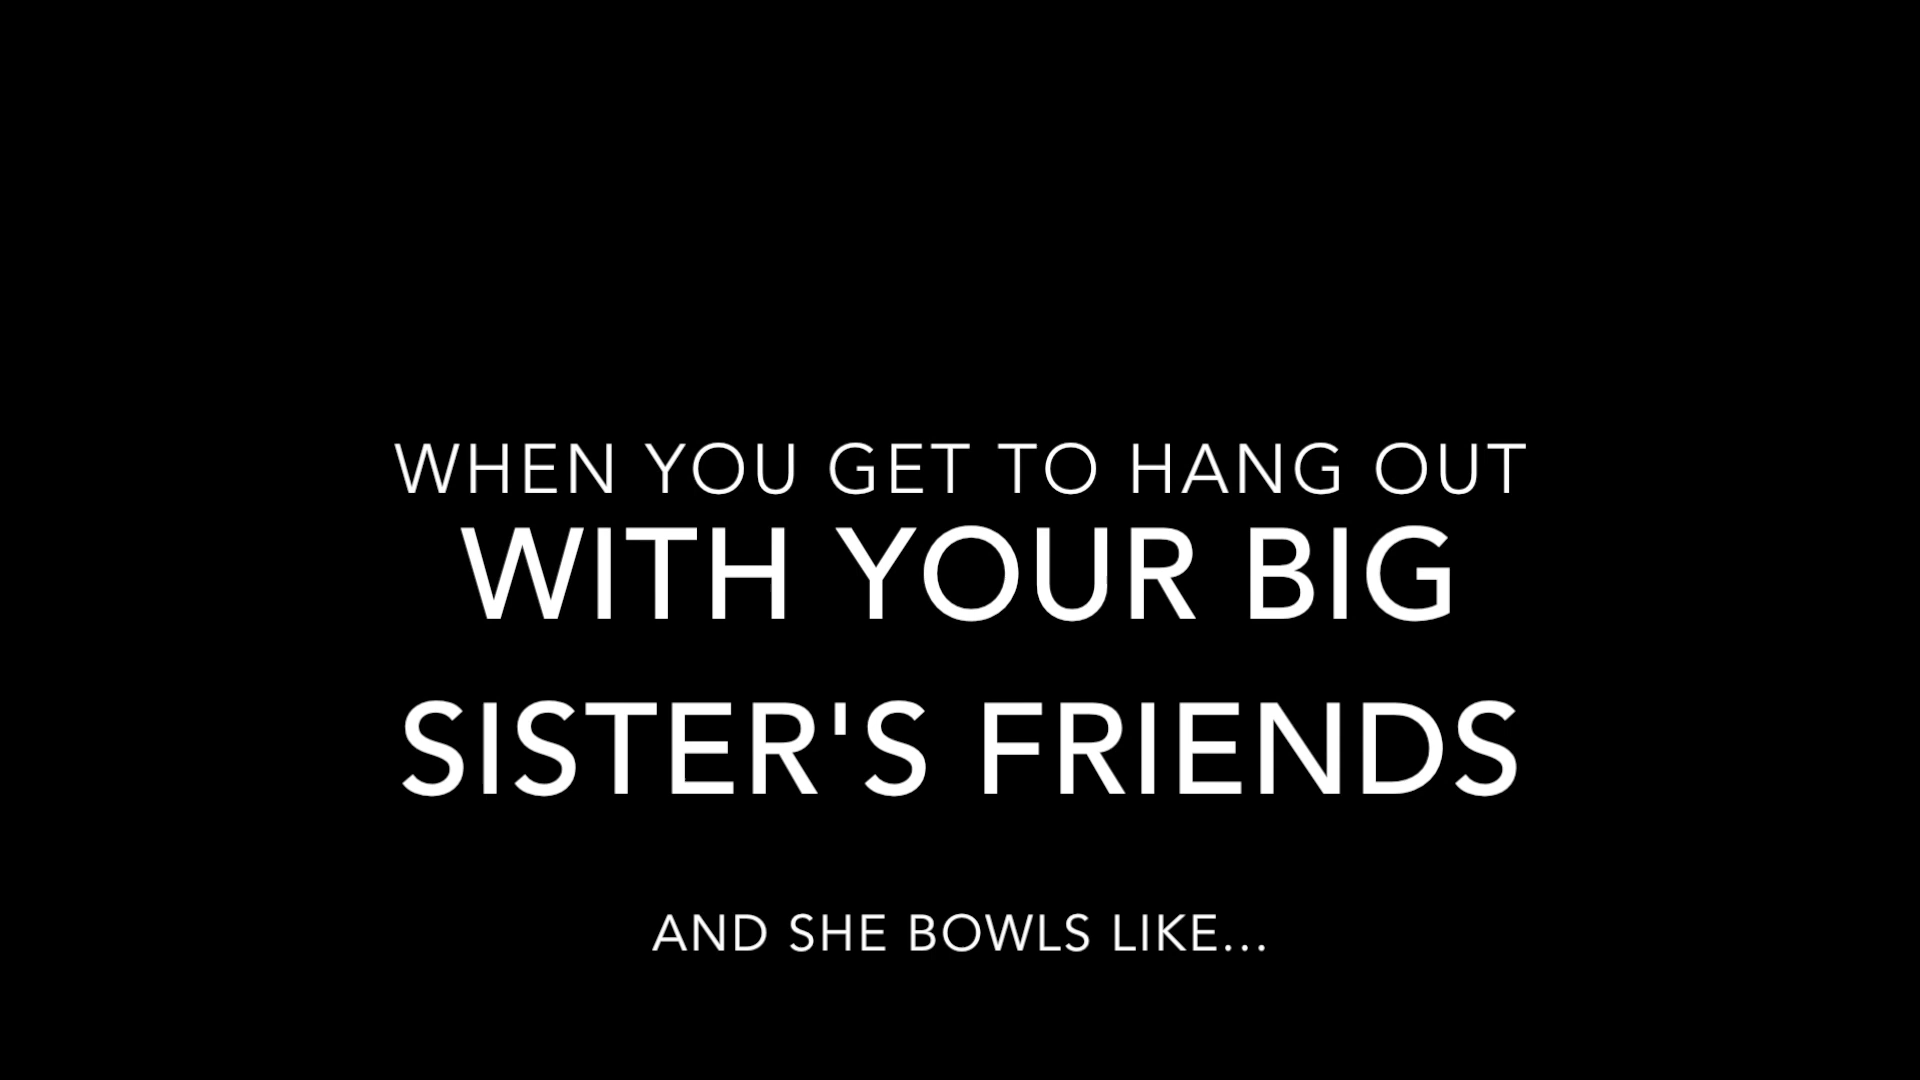 WHEN YOU GET TO HANG OUT
WITH YOUR BIG
SISTER'S FRIENDS
AND SHE BOWLS LIKE...